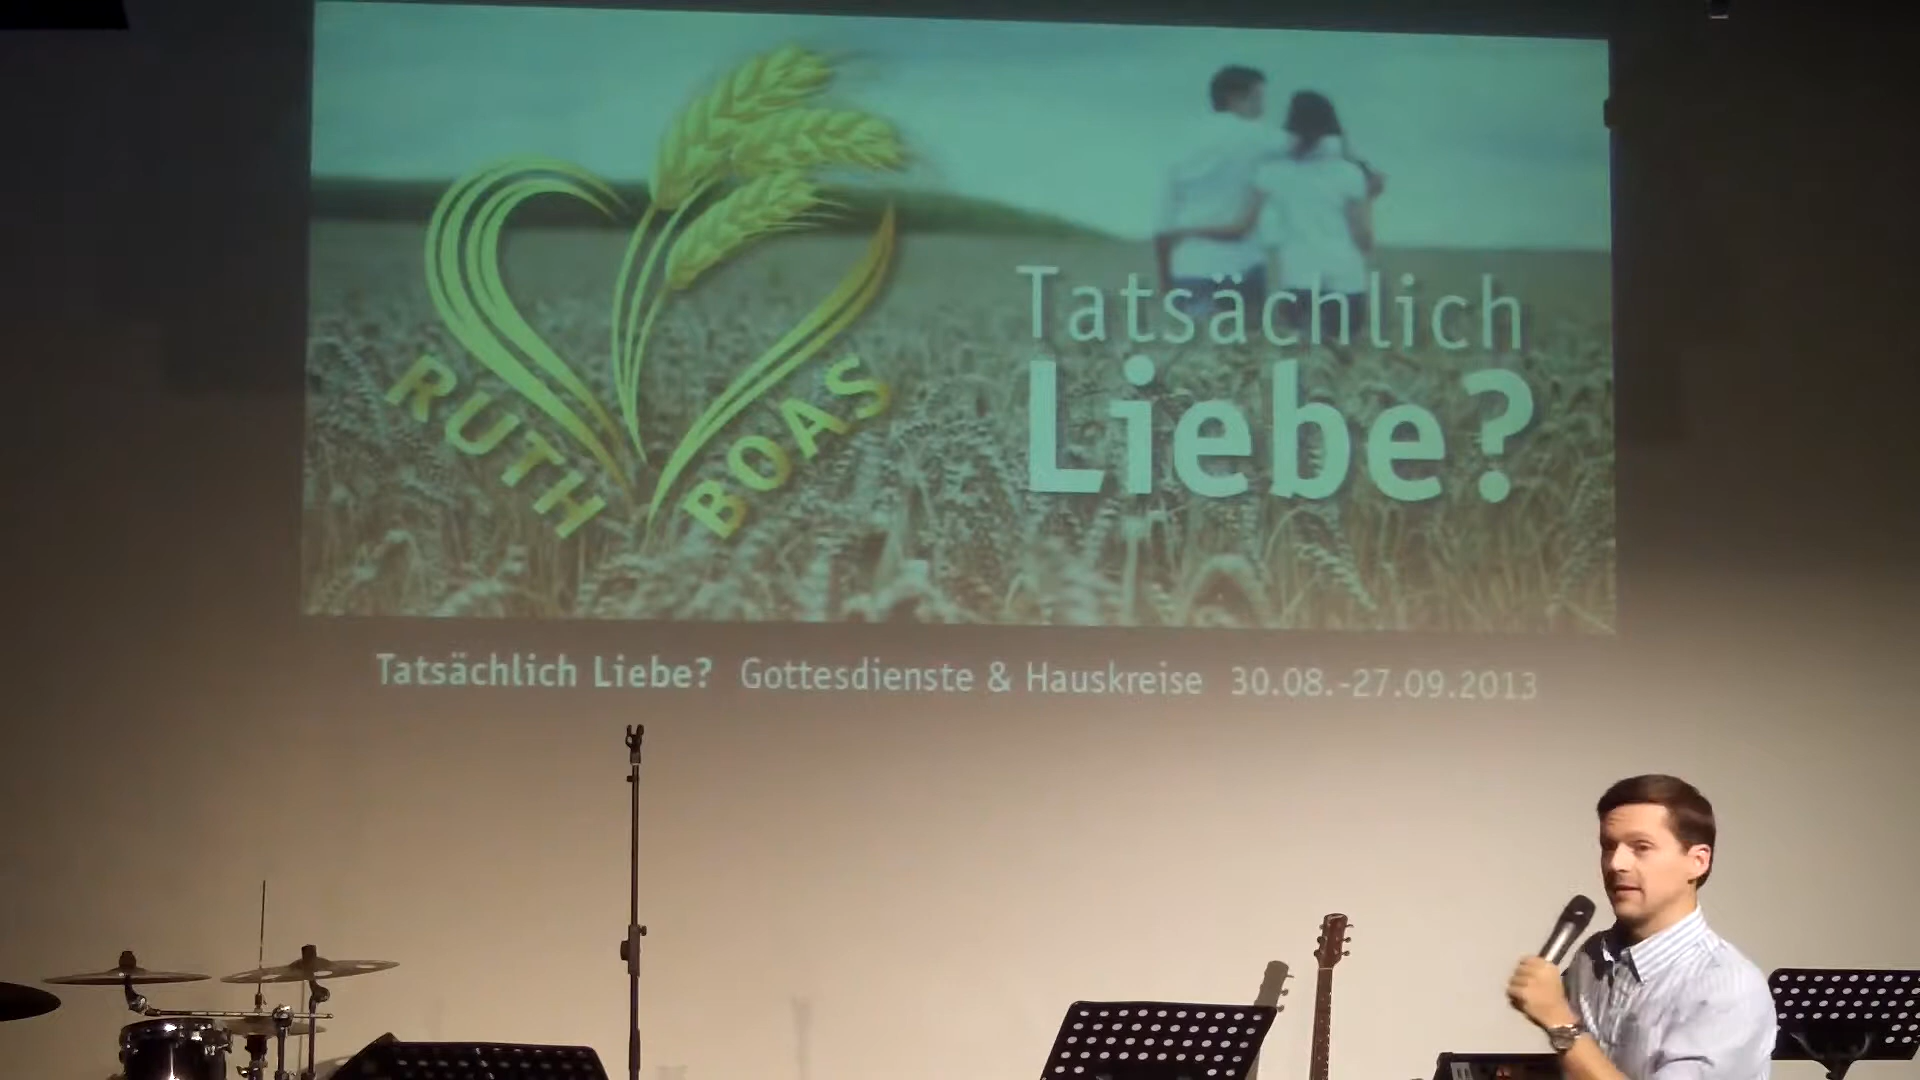 RUTH BOAS
Tatsächlich
Liebe?
Tatsächlich Liebe? Gottesdienste & Hauskreise 30.08.-27.09.2013